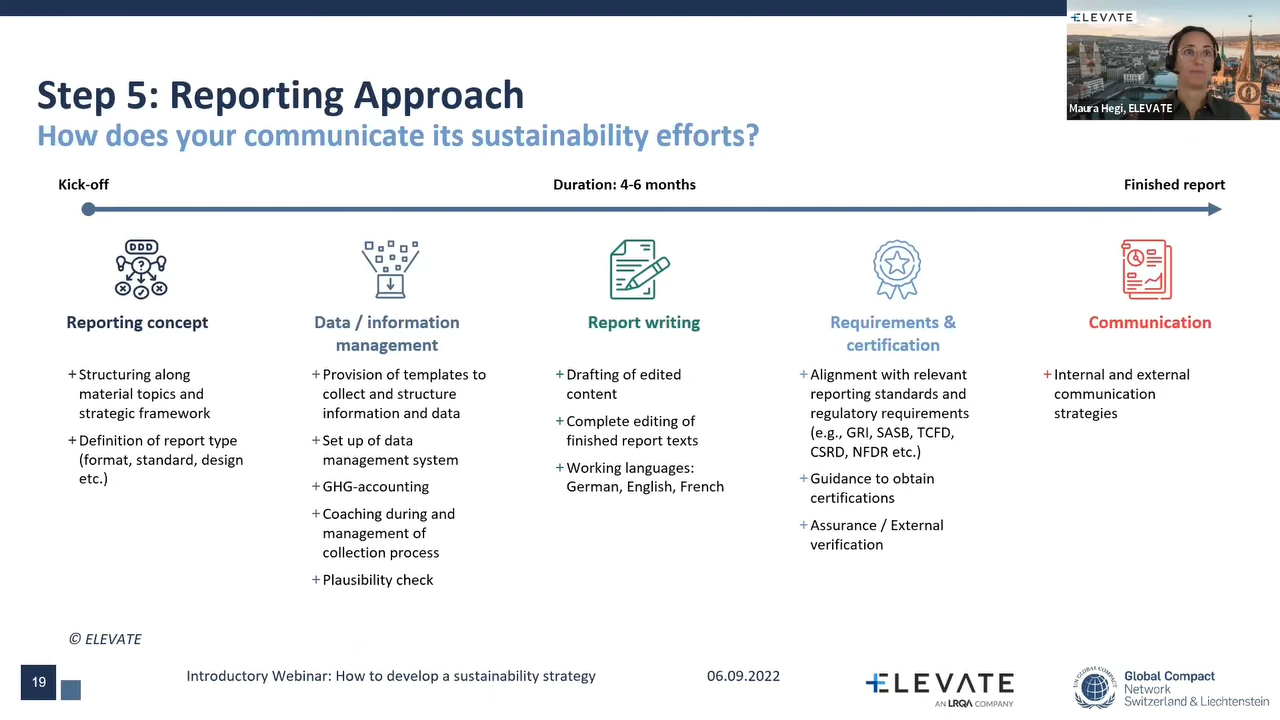 ELEVATE
Maura Hegi, ELEVATE
Step 5: Reporting Approach
How does your communicate its sustainability efforts?
Kick-off
Duration: 4-6 months
Finished report
Reporting concept
+ Structuring along
material topics and
strategic framework
+ Definition of report type
(format, standard, design
etc.)
Data / information
management
+ Provision of templates to
collect and structure
information and data
+ Set up of data
management system
+ GHG-accounting
+ Coaching during and
management of
collection process
+ Plausibility check
Report writing
+ Drafting of edited
content
+ Complete editing of
finished report texts
+ Working languages:
German, English, French
Requirements &
certification
+ Alignment with relevant
reporting standards and
regulatory requirements
(e.g., GRI, SASB, TCFD,
CSRD, NFDR etc.)
+ Guidance to obtain
certifications
+ Assurance / External
verification
Communication
+ Internal and external
communication
strategies
© ELEVATE
19
Introductory Webinar: How to develop a sustainability strategy
06.09.2022
ELEVATE
AN LRQA COMPANY
Global Compact
Network
Switzerland & Liechtenstein